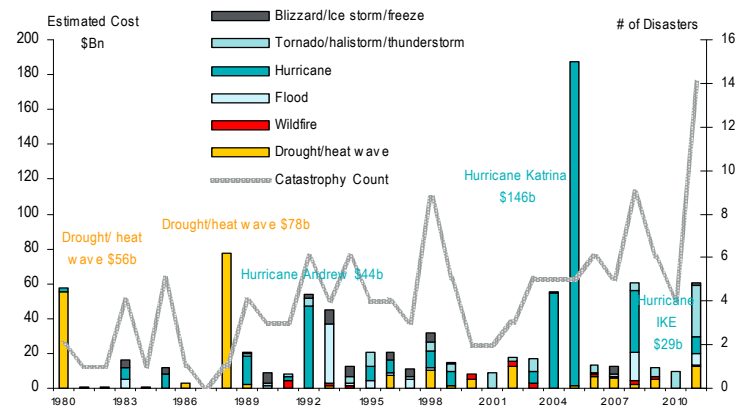 Estimated Cost
$Bn
# of Disasters
Blizzard/Ice storm/freeze
Tornado/halistorm/thunderstorm
Hurricane
Flood
Wildfire
Drought/heat wave
Catastrophy Count
200
180
160
140
120
100
80
60
40
20
0
16
14
12
10
8
6
4
2
0
Hurricane Katrina
$146b
Drought/heat wave $78b
Drought/ heat
wave $56b
Hurricane Andrew $44b
Hurricane
IKE
$29b
1980 1983 1986 1989 1992 1995 1998 2001 2004 2007 2010